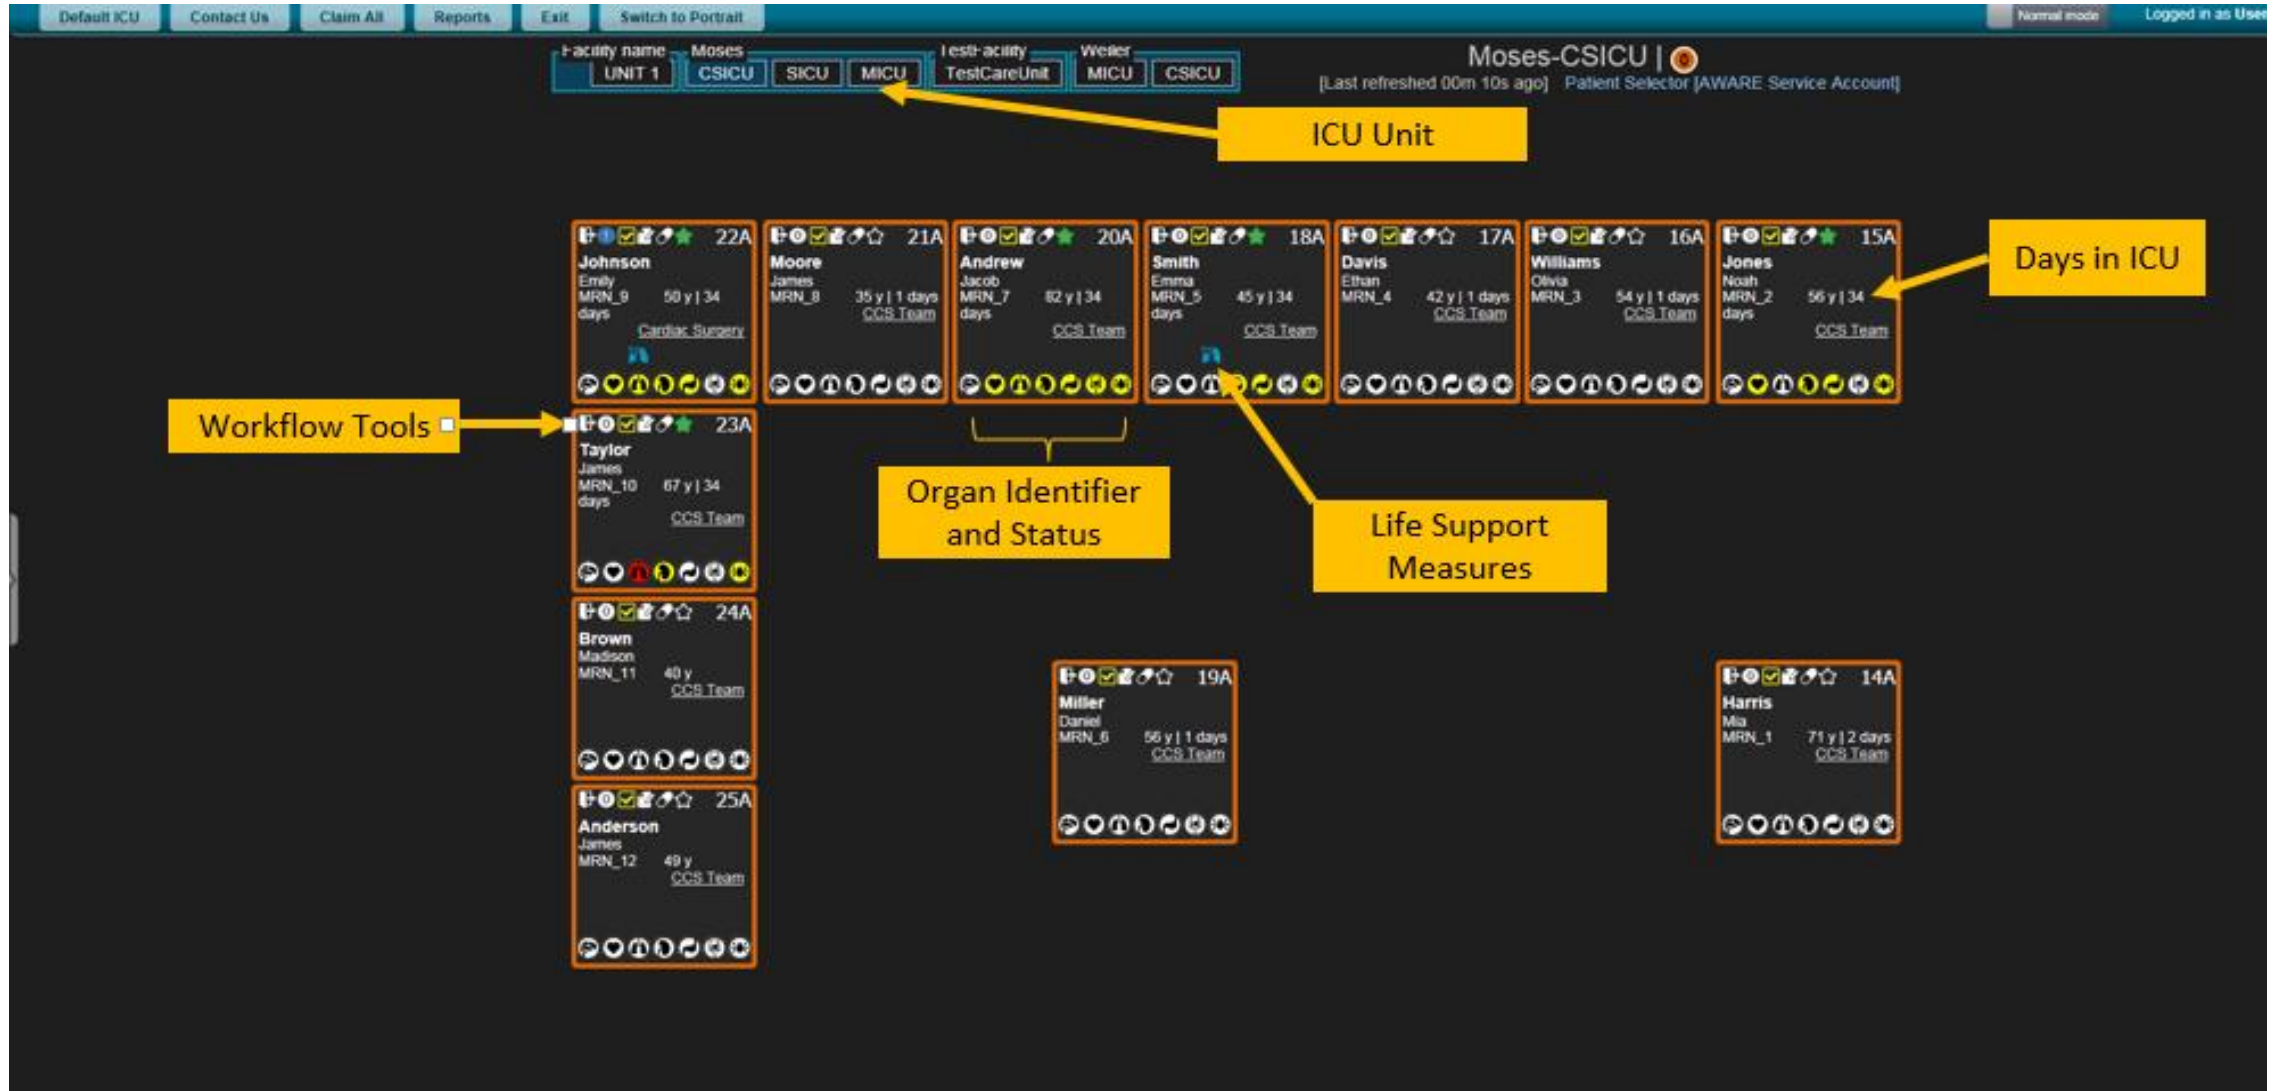 Default ICU Contact Us Claim All Reports Exit Switch to Portrait Normal mode Logged in as User
Facility name Moses TestFacility Weiler
UNIT 1 CSICU SICU MICU TestCareUnit MICU CSICU
Moses-CSICU |
[Last refreshed 00m 10s ago] Patient Selector [AWARE Service Account]
ICU Unit
22A
Johnson
Emily
MRN_9 50 y | 34
days
Cardiac Surgery
21A
Moore
James
MRN_8 35 y | 1 days
CCS Team
20A
Andrew
Jacob
MRN_7 82 y | 34
days
CCS Team
18A
Smith
Emma
MRN_5 45 y | 34
days
CCS Team
17A
Davis
Ethan
MRN_4 42 y | 1 days
CCS Team
16A
Williams
Olivia
MRN_3 54 y | 1 days
CCS Team
15A
Jones
Noah
MRN_2 56 y | 34
days
CCS Team
Days in ICU
Workflow Tools
23A
Taylor
James
MRN_10 67 y | 34
days
CCS Team
Organ Identifier
and Status
Life Support
Measures
24A
Brown
Madison
MRN_11 40 y
CCS Team
19A
Miller
Daniel
MRN_6 56 y | 1 days
CCS Team
14A
Harris
Mia
MRN_1 71 y | 2 days
CCS Team
25A
Anderson
James
MRN_12 49 y
CCS Team